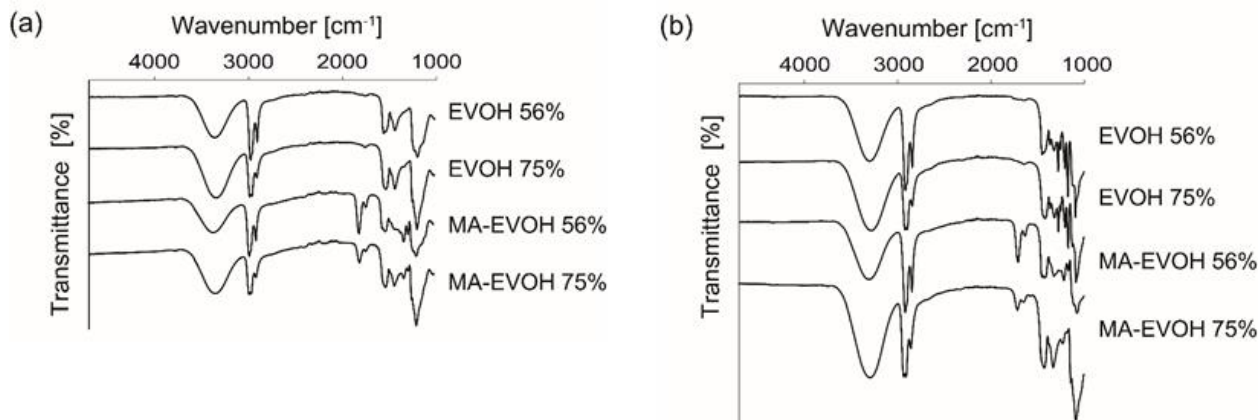 (a)
Wavenumber [cm⁻¹]
4000 3000 2000 1000
Transmittance [%]
EVOH 56%
EVOH 75%
MA-EVOH 56%
MA-EVOH 75%
(b)
Wavenumber [cm⁻¹]
4000 3000 2000 1000
Transmittance [%]
EVOH 56%
EVOH 75%
MA-EVOH 56%
MA-EVOH 75%